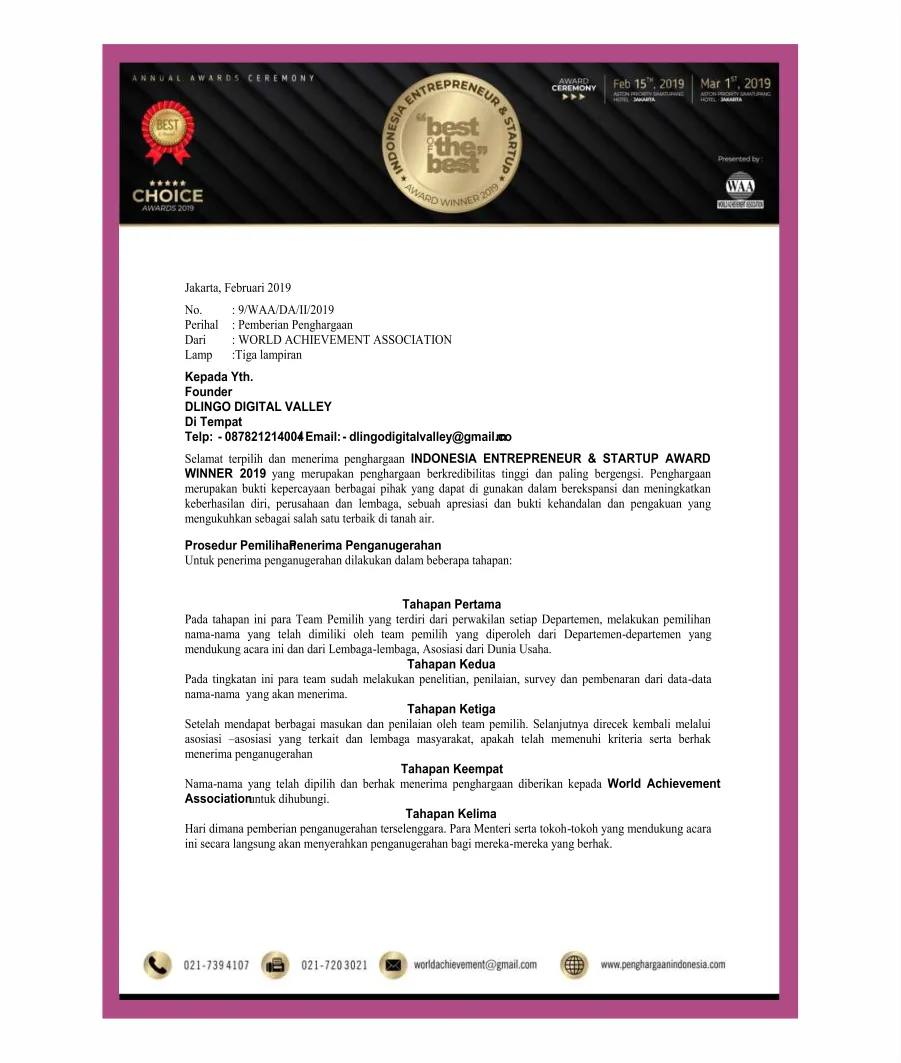 ANNUAL AWARDS CEREMONY
BEST
CHOICE
AWARDS 2019
INDONESIA ENTREPRENEUR & STARTUP
"best
OF the"
best
AWARD WINNER 2019
AWARD
CEREMONY
Feb 15TH, 2019
ASTON PRIORITY SIMATUPANG
HOTEL - JAKARTA
Mar 1ST, 2019
ASTON PRIORITY SIMATUPANG
HOTEL - JAKARTA
Presented by :
WAA
WORLD ACHIEVEMENT ASSOCIATION
Jakarta, Februari 2019
No. : 9/WAA/DA/II/2019
Perihal : Pemberian Penghargaan
Dari : WORLD ACHIEVEMENT ASSOCIATION
Lamp :Tiga lampiran
Kepada Yth.
Founder
DLINGO DIGITAL VALLEY
Di Tempat
Telp: - 087821214004 Email: - dlingodigitalvalley@gmail.co
Selamat terpilih dan menerima penghargaan INDONESIA ENTREPRENEUR & STARTUP AWARD
WINNER 2019 yang merupakan penghargaan berkredibilitas tinggi dan paling bergengsi. Penghargaan
merupakan bukti kepercayaan berbagai pihak yang dapat di gunakan dalam berekspansi dan meningkatkan
keberhasilan diri, perusahaan dan lembaga, sebuah apresiasi dan bukti kehandalan dan pengakuan yang
mengukuhkan sebagai salah satu terbaik di tanah air.
Prosedur Pemilihan Penerima Penganugerahan
Untuk penerima penganugerahan dilakukan dalam beberapa tahapan:
Tahapan Pertama
Pada tahapan ini para Team Pemilih yang terdiri dari perwakilan setiap Departemen, melakukan pemilihan
nama-nama yang telah dimiliki oleh team pemilih yang diperoleh dari Departemen-departemen yang
mendukung acara ini dan dari Lembaga-lembaga, Asosiasi dari Dunia Usaha.
Tahapan Kedua
Pada tingkatan ini para team sudah melakukan penelitian, penilaian, survey dan pembenaran dari data-data
nama-nama yang akan menerima.
Tahapan Ketiga
Setelah mendapat berbagai masukan dan penilaian oleh team pemilih. Selanjutnya direcek kembali melalui
asosiasi –asosiasi yang terkait dan lembaga masyarakat, apakah telah memenuhi kriteria serta berhak
menerima penganugerahan
Tahapan Keempat
Nama-nama yang telah dipilih dan berhak menerima penghargaan diberikan kepada World Achievement
Association untuk dihubungi.
Tahapan Kelima
Hari dimana pemberian penganugerahan terselenggara. Para Menteri serta tokoh-tokoh yang mendukung acara
ini secara langsung akan menyerahkan penganugerahan bagi mereka-mereka yang berhak.
021-7394107 021-7203021 worldachievement@gmail.com www.penghargaanindonesia.com